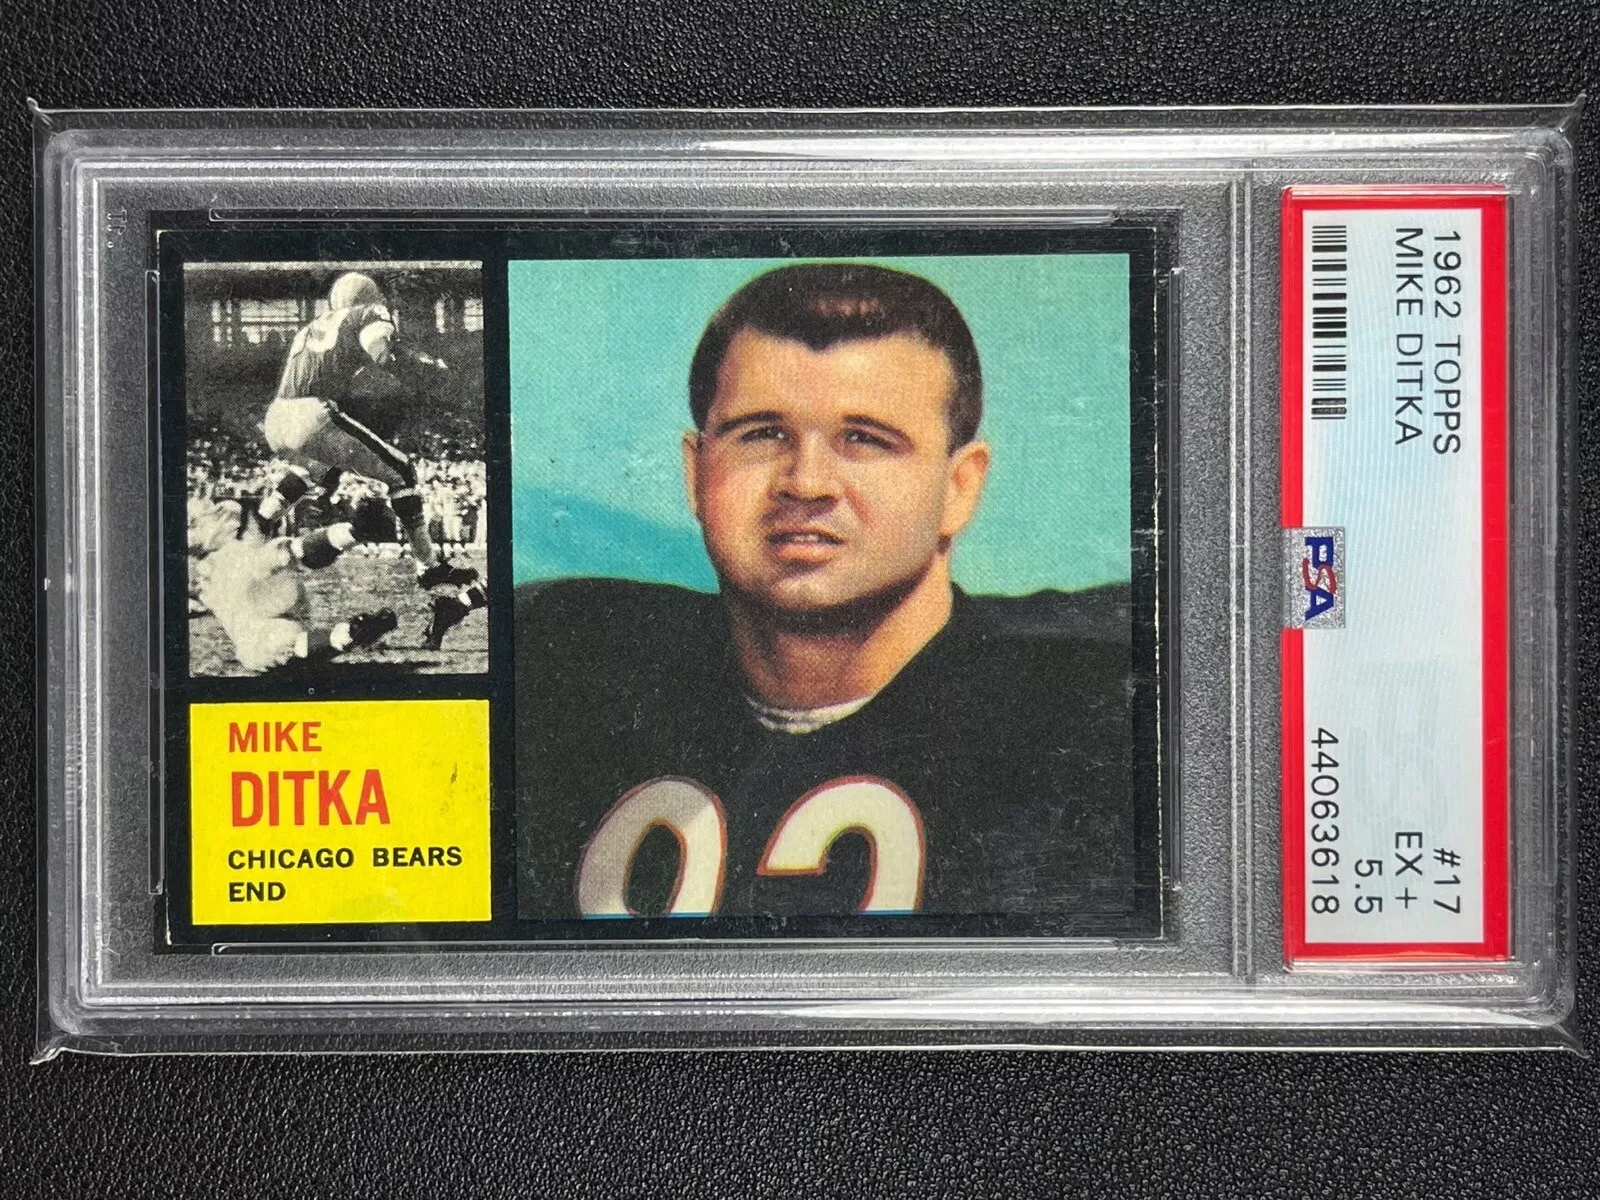 MIKE
DITKA
CHICAGO BEARS
END
1962 TOPPS #17
MIKE DITKA EX + 5.5
PSA
44063618